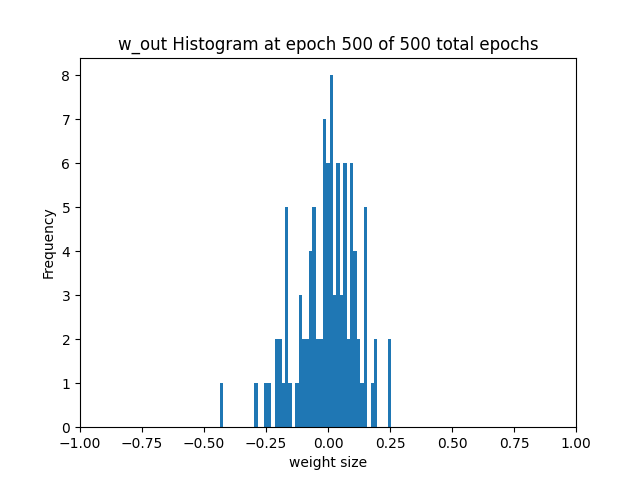 w_out Histogram at epoch 500 of 500 total epochs
8
7
6
5
4
3
2
1
0
Frequency
−1.00 −0.75 −0.50 −0.25 0.00 0.25 0.50 0.75 1.00
weight size